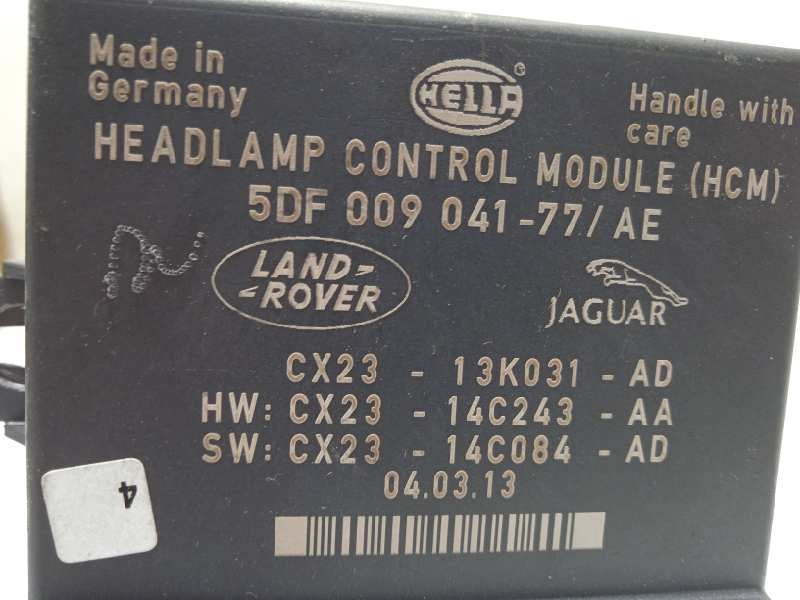 Made in
Germany
HELLA®
Handle with
care
HEADLAMP CONTROL MODULE (HCM)
5DF 009 041-77/AE
LAND-
-ROVER
JAGUAR
CX23 - 13K031 - AD
HW: CX23 - 14C243 - AA
SW: CX23 - 14C084 - AD
04.03.13
4